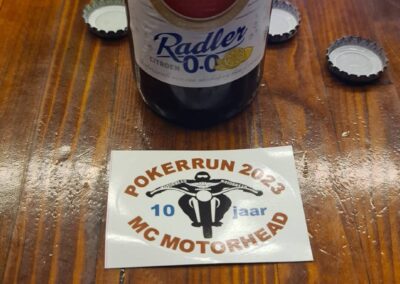 Radler
CITROEN 0.0
POKERRUN 2023
10 jaar
MC MOTORHEAD